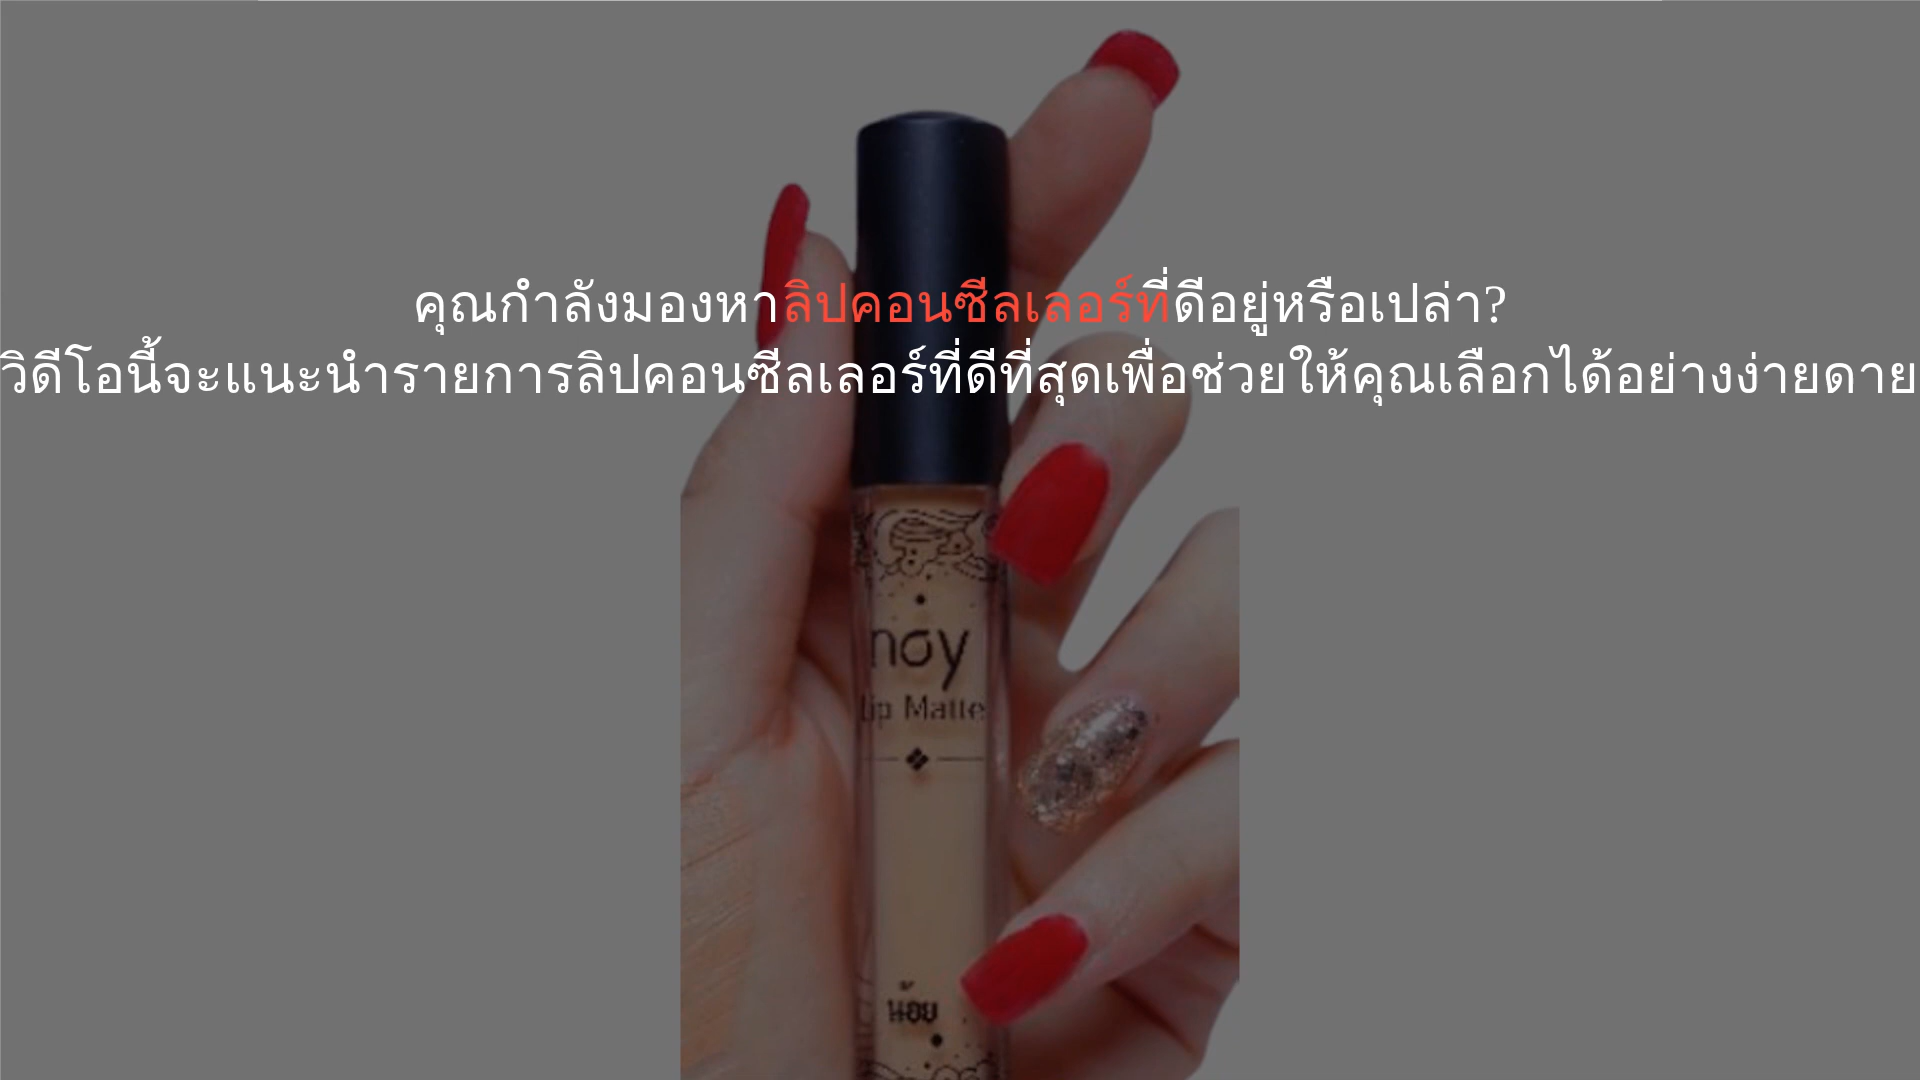 คุณกำลังมองหาลิปคอนซีลเลอร์ที่ดีอยู่หรือเปล่า?
วิดีโอนี้จะแนะนำรายการลิปคอนซีลเลอร์ที่ดีที่สุดเพื่อช่วยให้คุณเลือกได้อย่างง่ายดาย
noy
Lip Matte
น้อย